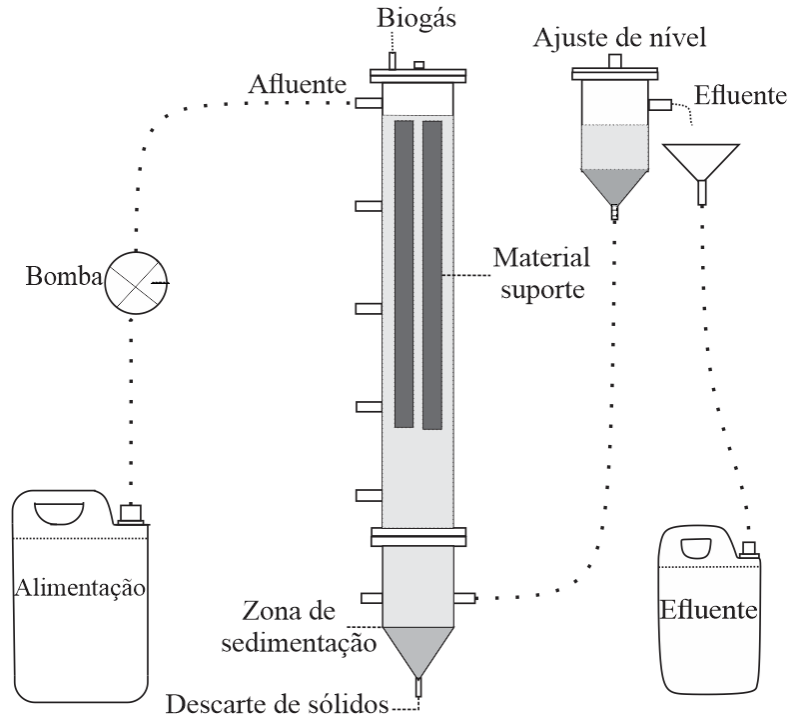 Biogás
Ajuste de nível
Afluente
Efluente
Bomba
Material
suporte
Alimentação
Efluente
Zona de
sedimentação
Descarte de sólidos